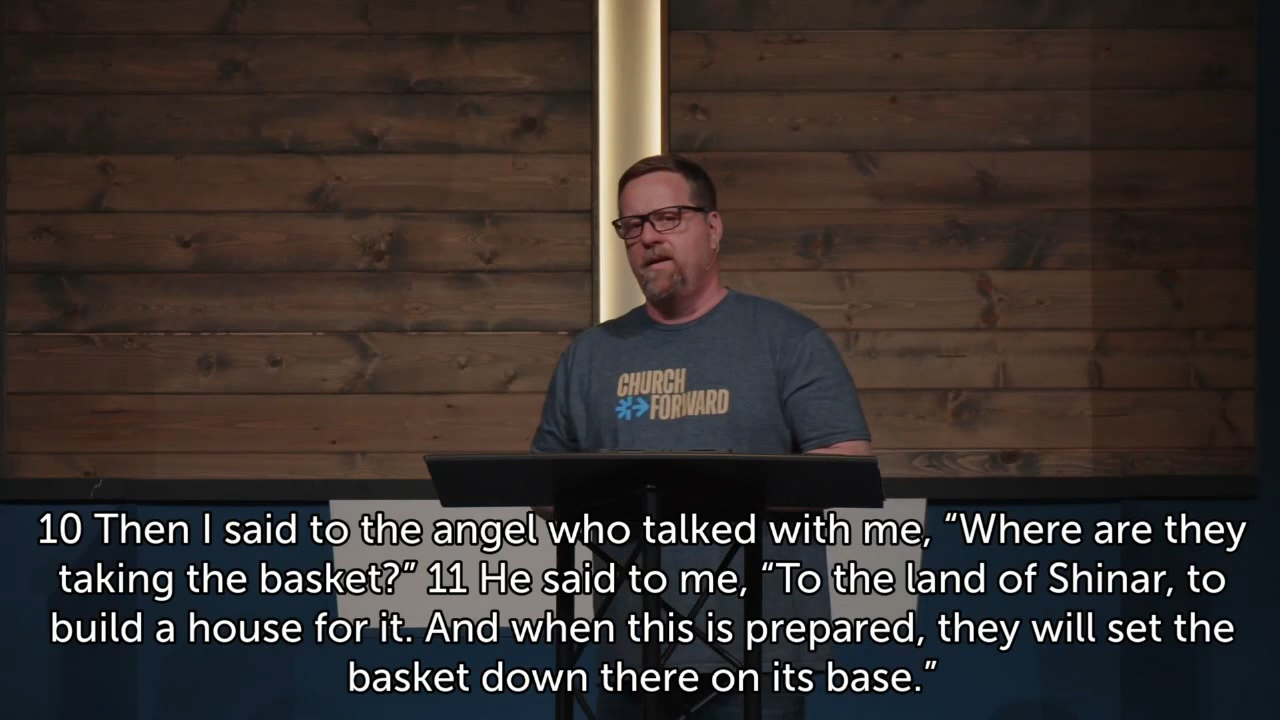 CHURCH
FORWARD
10 Then I said to the angel who talked with me, “Where are they
taking the basket?” 11 He said to me, “To the land of Shinar, to
build a house for it. And when this is prepared, they will set the
basket down there on its base.”